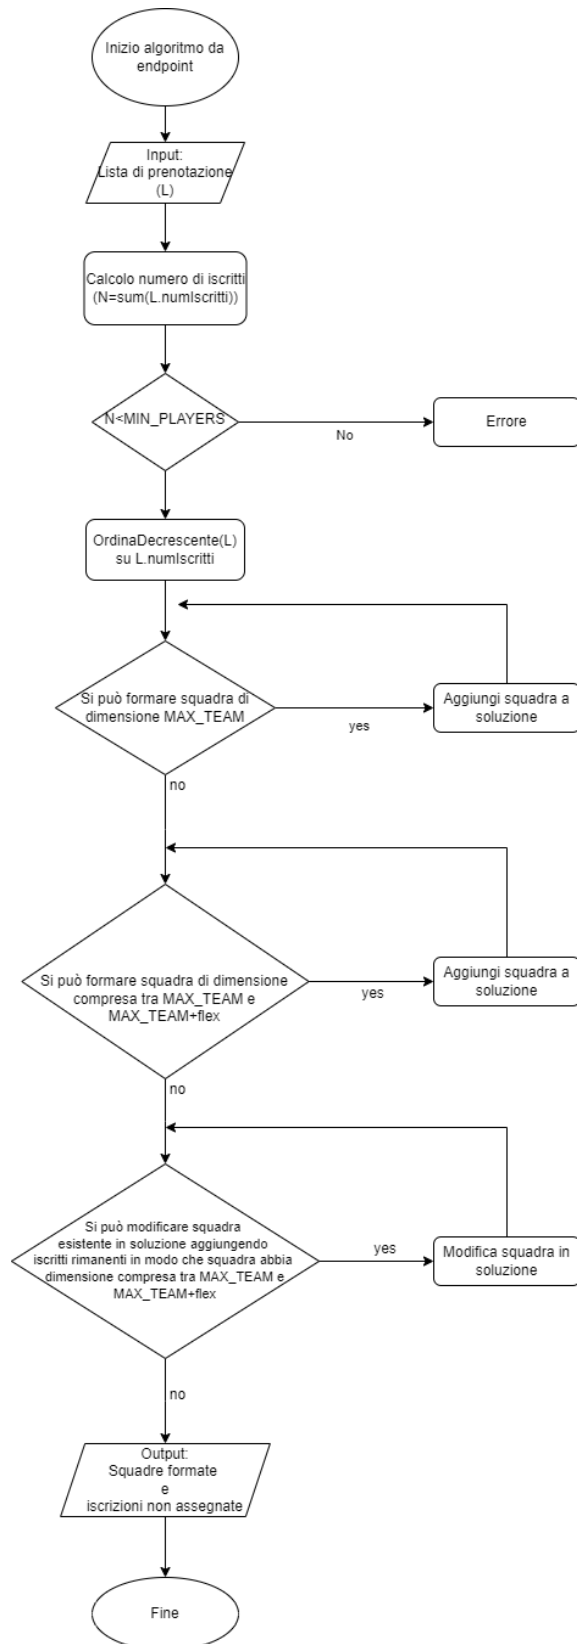 Inizio algoritmo da
endpoint
Input:
Lista di prenotazione
(L)
Calcolo numero di iscritti
(N=sum(L.numIscritti))
N<MIN_PLAYERS
No
Errore
OrdinaDecrescente(L)
su L.numIscritti
Si può formare squadra di
dimensione MAX_TEAM
yes
Aggiungi squadra a
soluzione
no
Si può formare squadra di dimensione
compresa tra MAX_TEAM e
MAX_TEAM+flex
yes
Aggiungi squadra a
soluzione
no
Si può modificare squadra
esistente in soluzione aggiungendo
iscritti rimanenti in modo che squadra abbia
dimensione compresa tra MAX_TEAM e
MAX_TEAM+flex
yes
Modifica squadra in
soluzione
no
Output:
Squadre formate
e
iscrizioni non assegnate
Fine